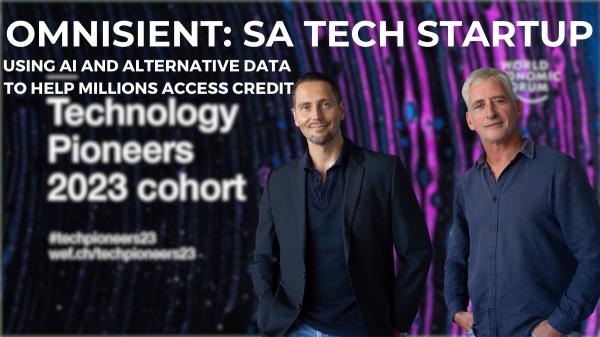 OMNISIENT: SA TECH STARTUP
USING AI AND ALTERNATIVE DATA
TO HELP MILLIONS ACCESS CREDIT
WORLD
ECONOMIC
FORUM
Technology
Pioneers
2023 cohort
#techpioneers23
wef.ch/techpioneers23